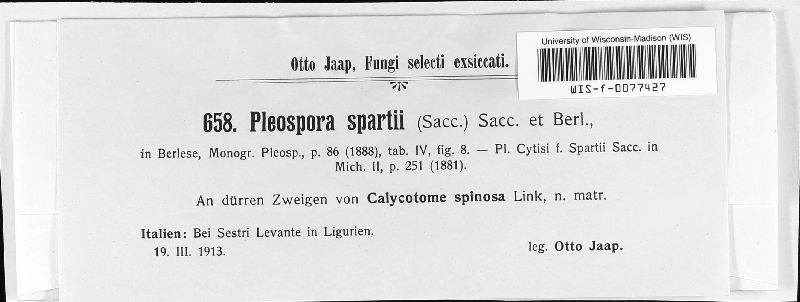 Otto Jaap, Fungi selecti exsiccati.
University of Wisconsin-Madison (WIS)
WIS-f-0077427
658. Pleospora spartii (Sacc.) Sacc. et Berl.,
in Berlese, Monogr. Pleosp., p. 86 (1888), tab. IV, fig. 8. — Pl. Cytisi f. Spartii Sacc. in
Mich. II, p. 251 (1881).
An dürren Zweigen von Calycotome spinosa Link, n. matr.
Italien: Bei Sestri Levante in Ligurien.
19. III. 1913.
leg. Otto Jaap.